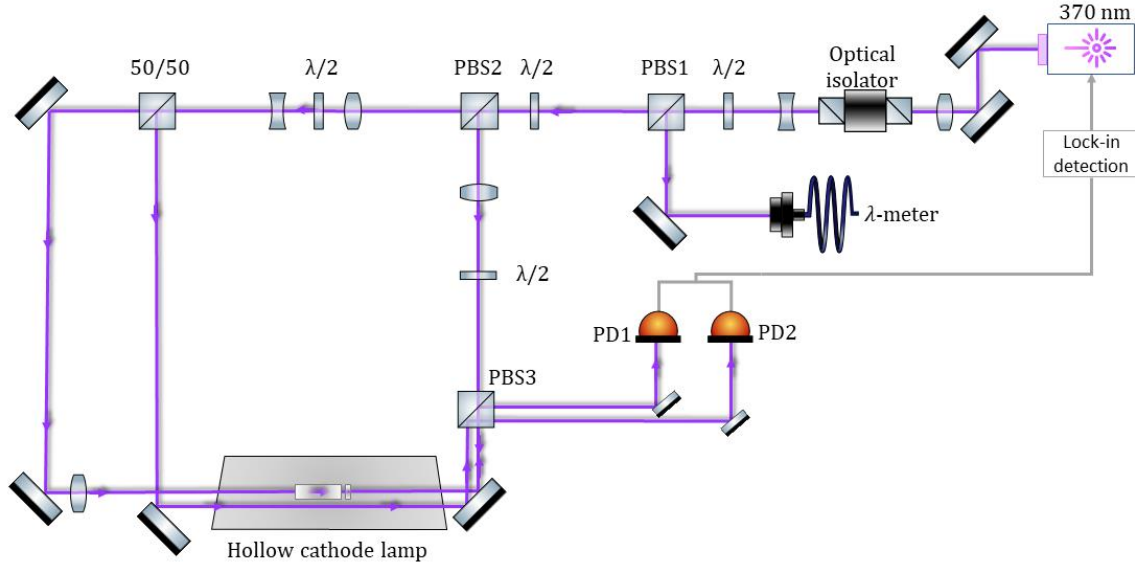 370 nm
50/50
λ/2
PBS2
λ/2
PBS1
λ/2
Optical
isolator
Lock-in
detection
λ-meter
λ/2
PD1
PD2
PBS3
Hollow cathode lamp